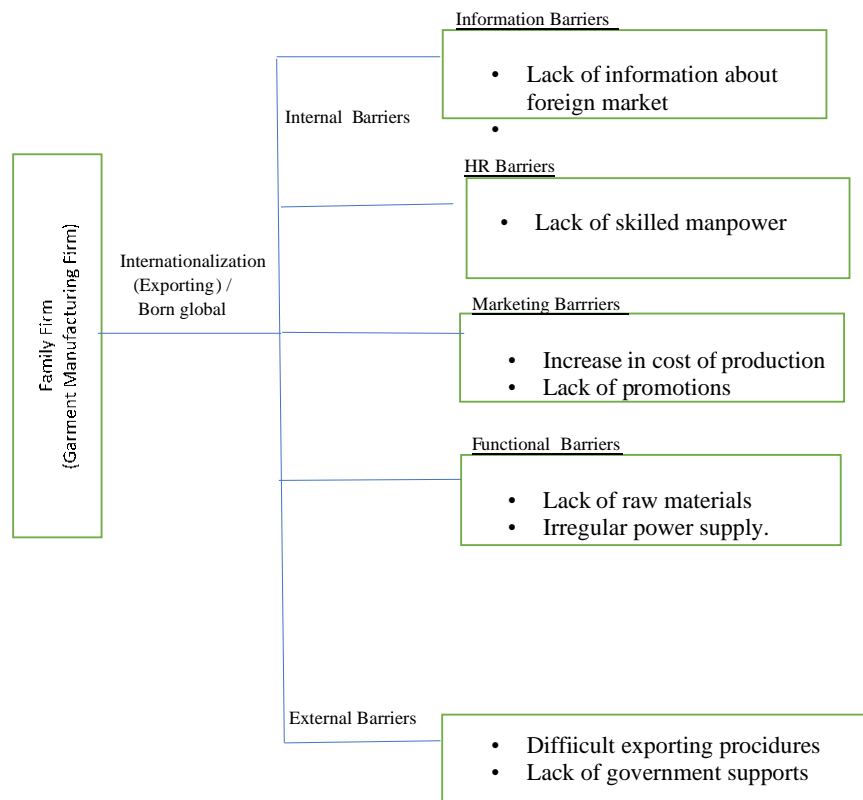 Family Firm
(Garment Manufacturing Firm)
Internationalization
(Exporting) /
Born global
Internal Barriers
Information Barriers
• Lack of information about
foreign market
•
HR Barriers
• Lack of skilled manpower
Marketing Barrriers
• Increase in cost of production
• Lack of promotions
Functional Barriers
• Lack of raw materials
• Irregular power supply.
External Barriers
• Diffiicult exporting procidures
• Lack of government supports